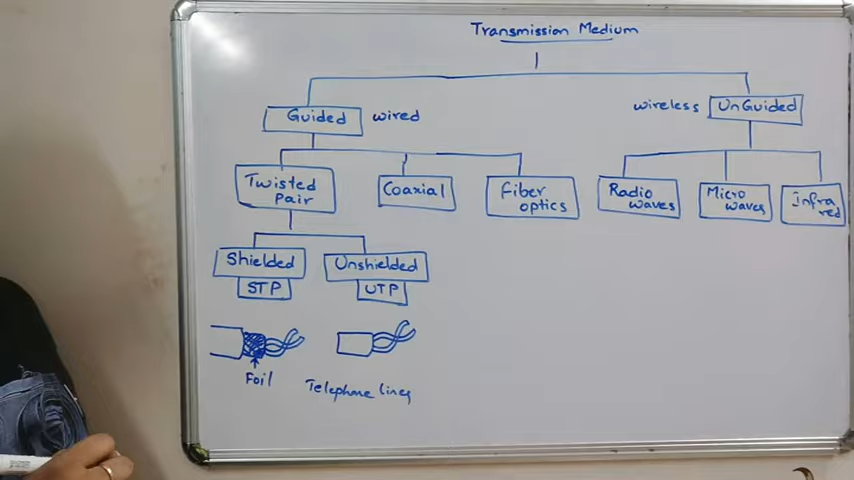 Transmission Medium
Guided wired
wireless UnGuided
Twisted
Pair
Coaxial
Fiber
optics
Radio
waves
Micro
waves
Infra
red
Shielded
STP
Unshielded
UTP
Foil
Telephone lines